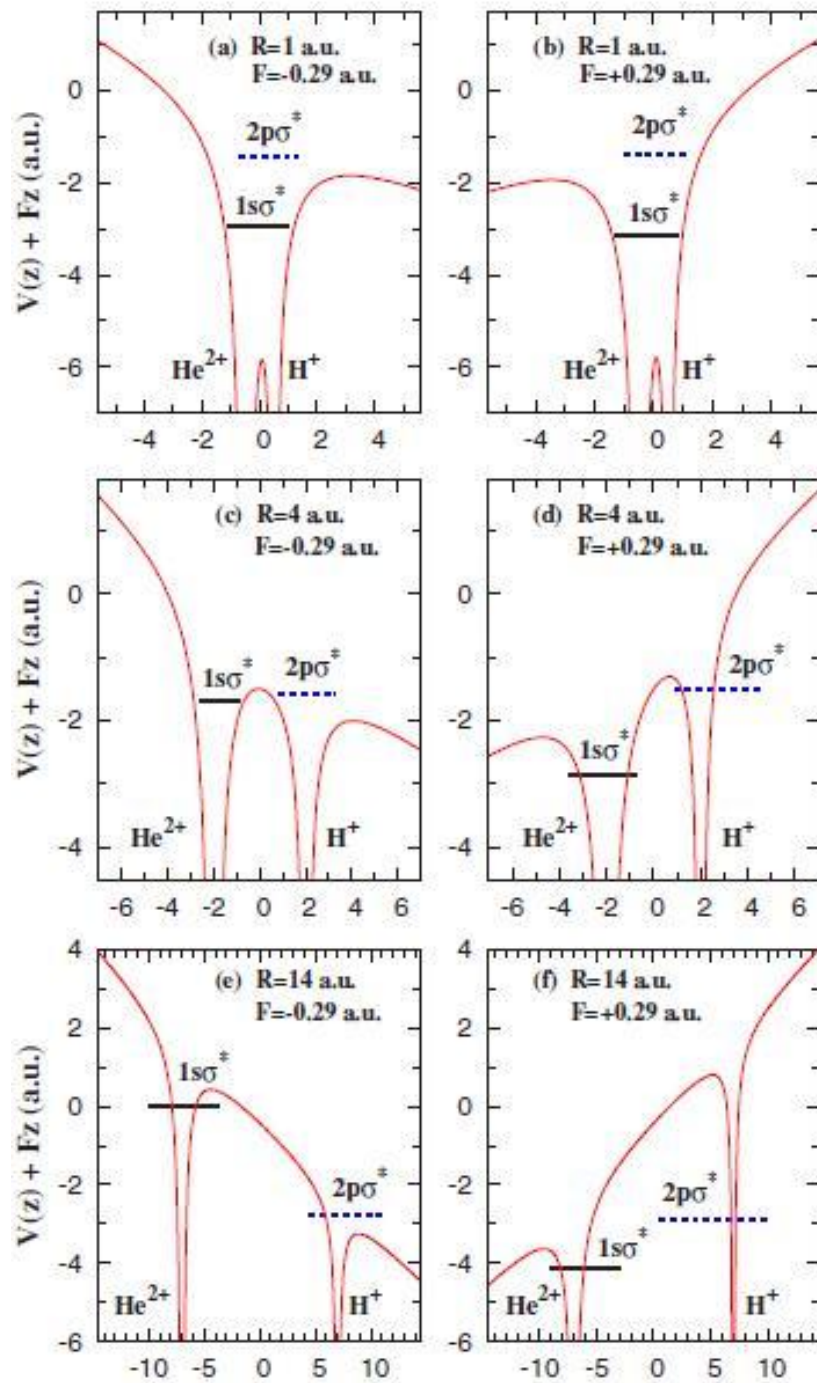 (a) R=1 a.u.
F=-0.29 a.u.
2pσ*
1sσ*
He2+
H+
0
-2
-4
-6
-4 -2 0 2 4
V(z) + Fz (a.u.)
(b) R=1 a.u.
F=+0.29 a.u.
2pσ*
1sσ*
He2+
H+
0
-2
-4
-6
-4 -2 0 2 4
(c) R=4 a.u.
F=-0.29 a.u.
1sσ*
2pσ*
He2+
H+
0
-2
-4
-6 -4 -2 0 2 4 6
V(z) + Fz (a.u.)
(d) R=4 a.u.
F=+0.29 a.u.
2pσ*
1sσ*
He2+
H+
0
-2
-4
-6 -4 -2 0 2 4 6
(e) R=14 a.u.
F=-0.29 a.u.
1sσ*
2pσ*
He2+
H+
4
2
0
-2
-4
-6
-10 -5 0 5 10
V(z) + Fz (a.u.)
(f) R=14 a.u.
F=+0.29 a.u.
2pσ*
1sσ*
He2+
H+
4
2
0
-2
-4
-6
-10 -5 0 5 10